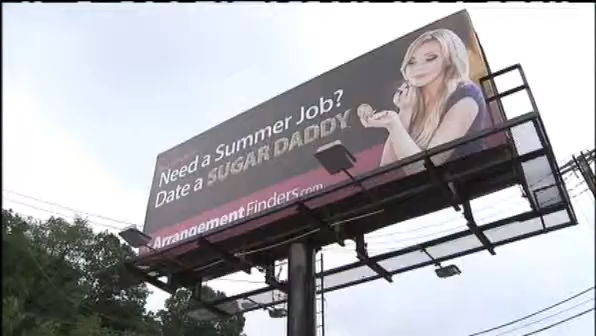 Need a Summer Job?
Date a SUGAR DADDY
ArrangementFinders.com